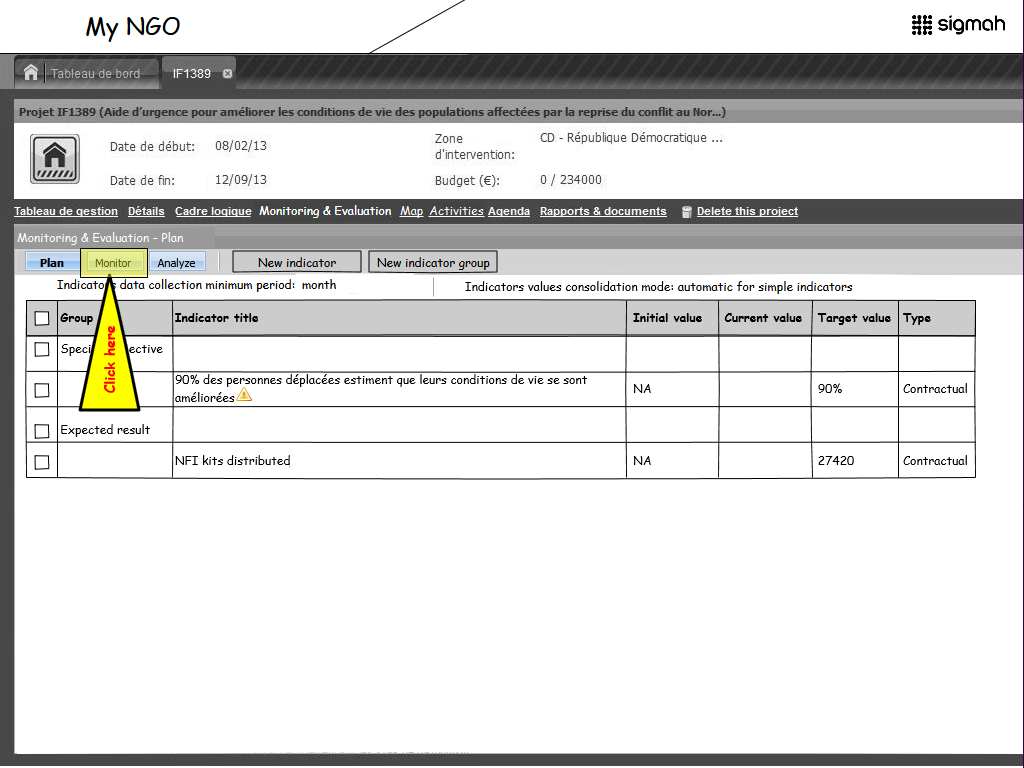 My NGO
sigmah
Tableau de bord
IF1389
Projet IF1389 (Aide d'urgence pour améliorer les conditions de vie des populations affectées par la reprise du conflit au Nor...)
Date de début: 08/02/13
Zone d'intervention: CD - République Démocratique ...
Date de fin: 12/09/13
Budget (€): 0 / 234000
Tableau de gestion Détails Cadre logique Monitoring & Evaluation Map Activities Agenda Rapports & documents Delete this project
Monitoring & Evaluation - Plan
Plan Monitor Analyze New indicator New indicator group
Indicators data collection minimum period: month
Indicators values consolidation mode: automatic for simple indicators
Group Indicator title Initial value Current value Target value Type
Click here
90% des personnes déplacées estiment que leurs conditions de vie se sont
améliorées NA 90% Contractual
Expected result
NFI kits distributed NA 27420 Contractual